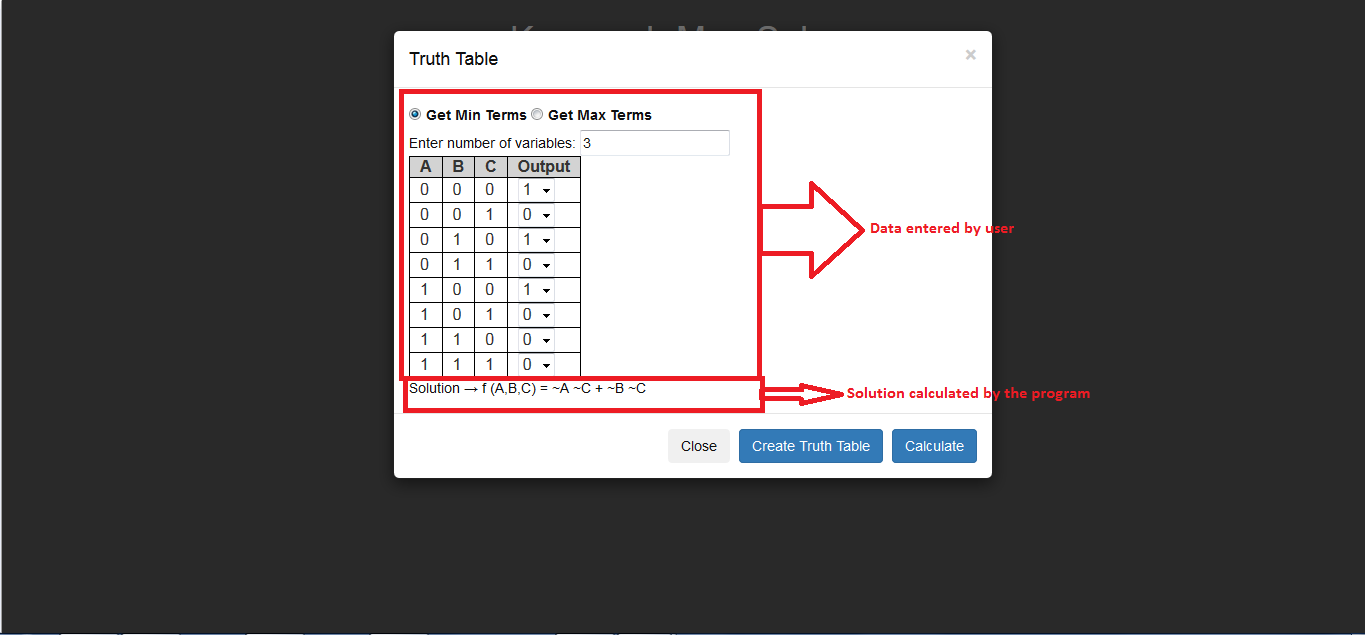 Truth Table ×
Get Min Terms Get Max Terms
Enter number of variables: 3
A B C Output
0 0 0 1
0 0 1 0
0 1 0 1
0 1 1 0
1 0 0 1
1 0 1 0
1 1 0 0
1 1 1 0
Data entered by user
Solution → f (A,B,C) = ~A ~C + ~B ~C
Solution calculated by the program
Close Create Truth Table Calculate